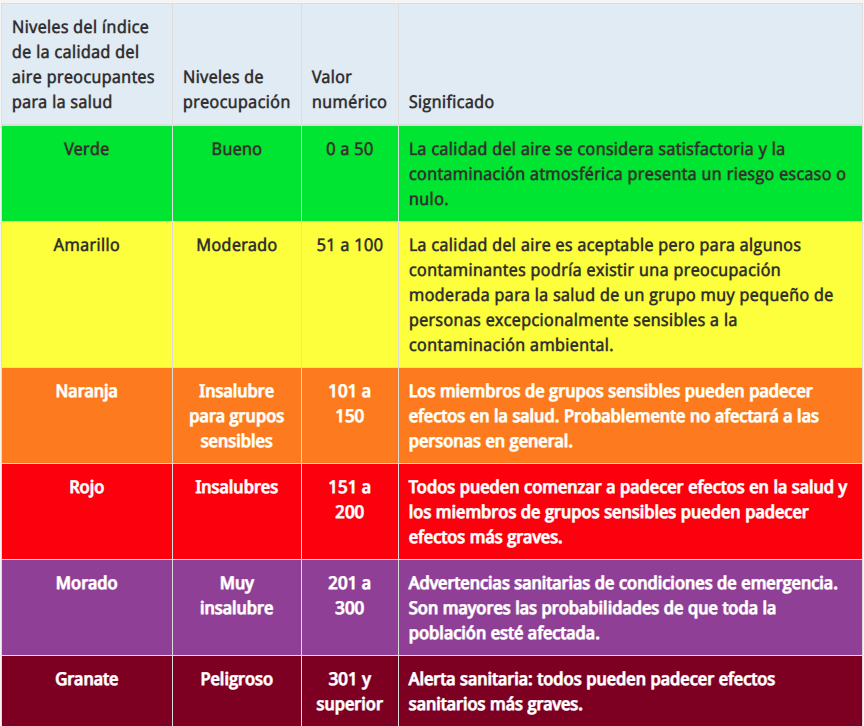 Niveles del índice
de la calidad del
aire preocupantes
para la salud
Niveles de
preocupación
Valor
numérico
Significado
Verde
Bueno
0 a 50
La calidad del aire se considera satisfactoria y la
contaminación atmosférica presenta un riesgo escaso o
nulo.
Amarillo
Moderado
51 a 100
La calidad del aire es aceptable pero para algunos
contaminantes podría existir una preocupación
moderada para la salud de un grupo muy pequeño de
personas excepcionalmente sensibles a la
contaminación ambiental.
Naranja
Insalubre
para grupos
sensibles
101 a
150
Los miembros de grupos sensibles pueden padecer
efectos en la salud. Probablemente no afectará a las
personas en general.
Rojo
Insalubres
151 a
200
Todos pueden comenzar a padecer efectos en la salud y
los miembros de grupos sensibles pueden padecer
efectos más graves.
Morado
Muy
insalubre
201 a
300
Advertencias sanitarias de condiciones de emergencia.
Son mayores las probabilidades de que toda la
población esté afectada.
Granate
Peligroso
301 y
superior
Alerta sanitaria: todos pueden padecer efectos
sanitarios más graves.